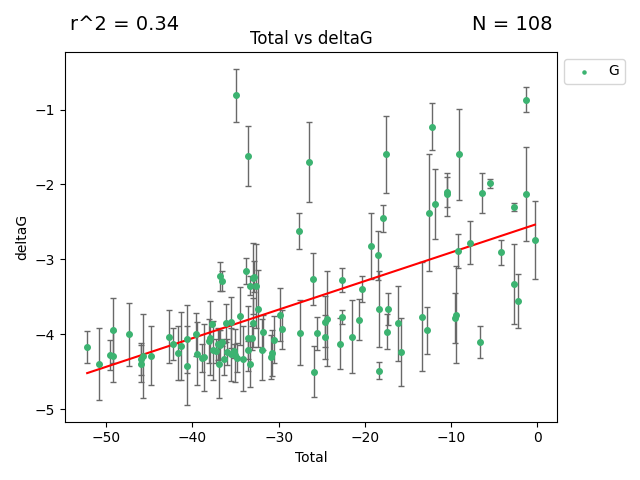 r^2 = 0.34 N = 108
Total vs deltaG
G
−1
−2
−3
−4
−5
deltaG
−50 −40 −30 −20 −10 0
Total